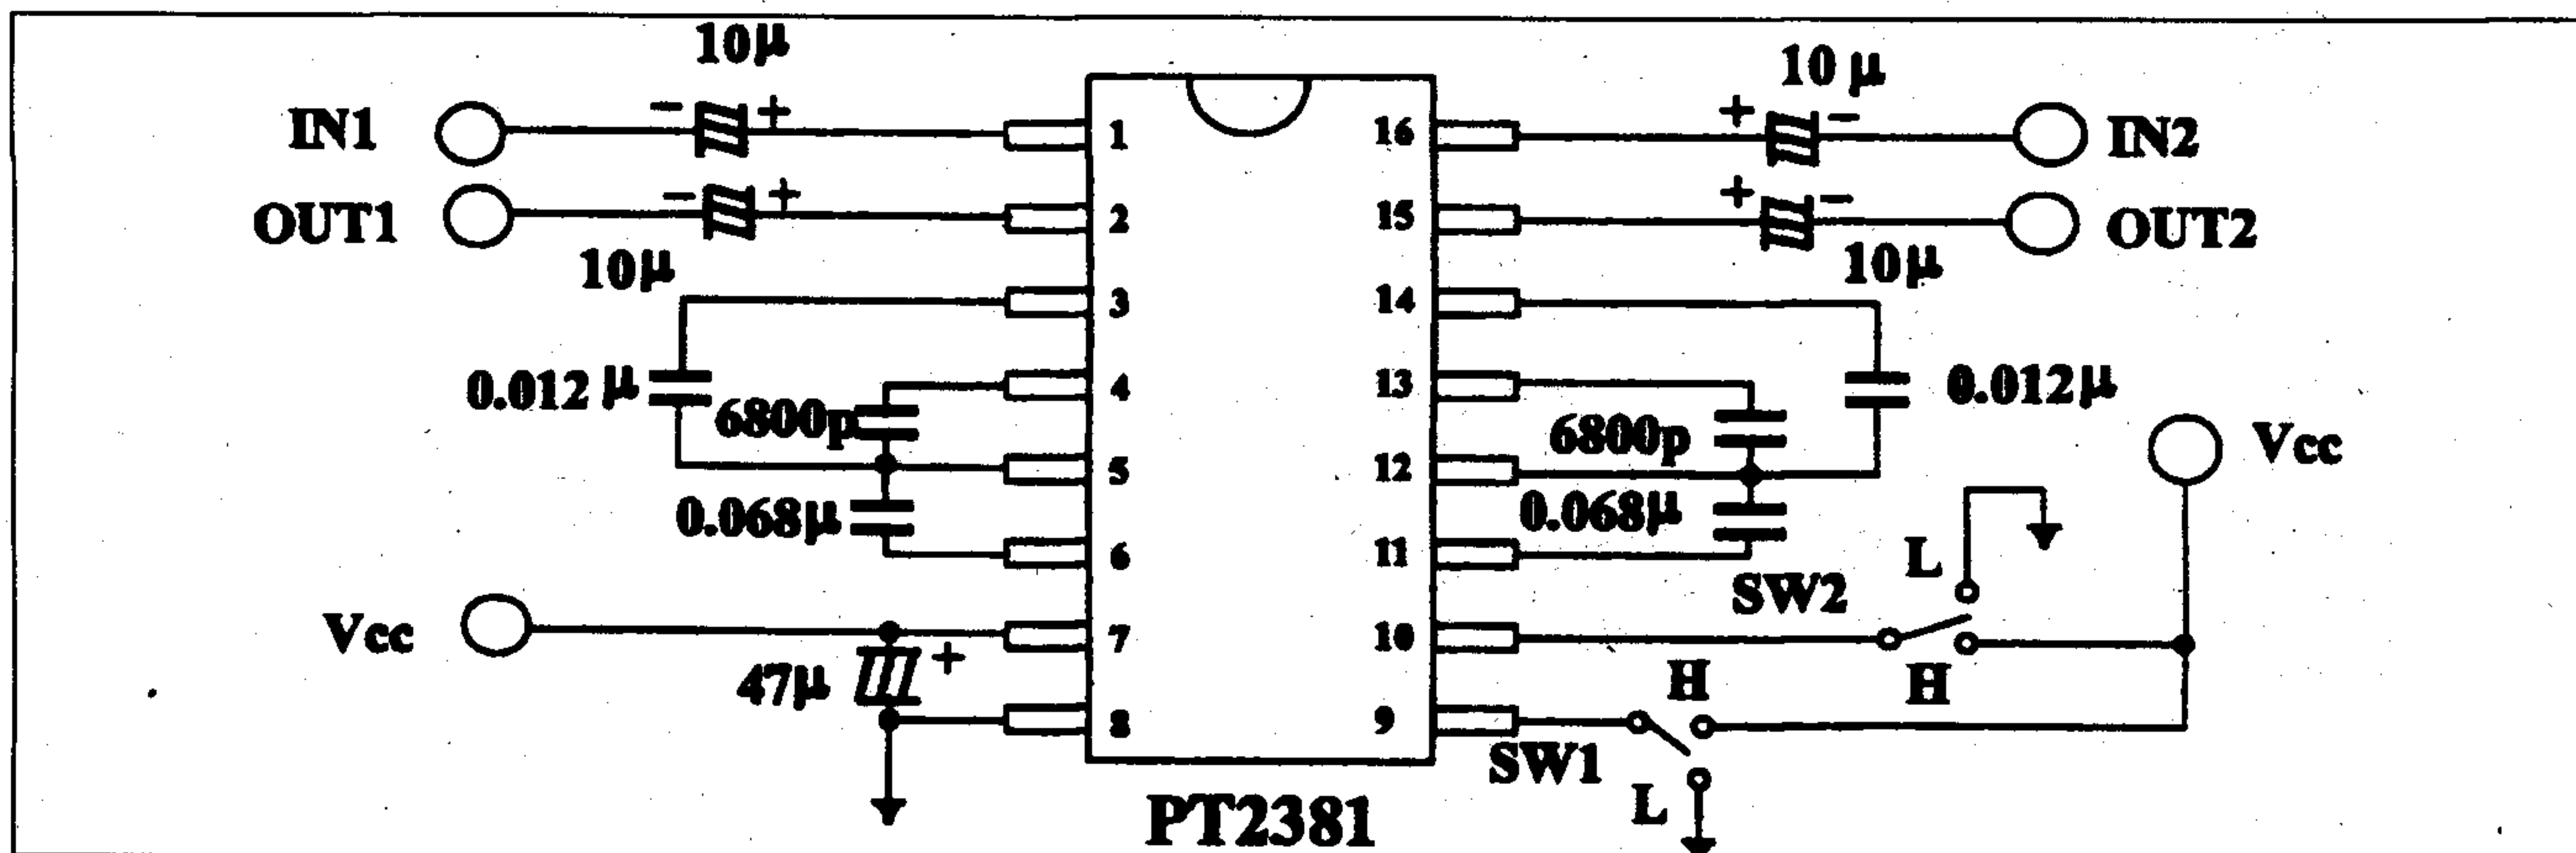 10μ
10 μ
IN1 - + 1 16 + - IN2
OUT1 - + 2 15 + - OUT2
10μ 10μ
3 14
0.012 μ 4 13 0.012μ
6800p 6800p
5 12 Vcc
0.068μ 0.068μ
6 11 L
SW2
Vcc 7 10
47μ + H H
8 9
SW1
L
PT2381